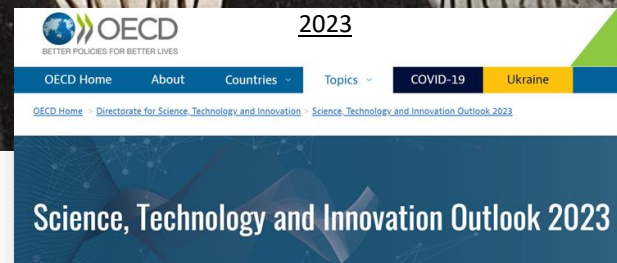 2023
OECD
BETTER POLICIES FOR BETTER LIVES
OECD Home About Countries Topics COVID-19 Ukraine
OECD Home > Directorate for Science, Technology and Innovation > Science, Technology and Innovation Outlook 2023
Science, Technology and Innovation Outlook 2023